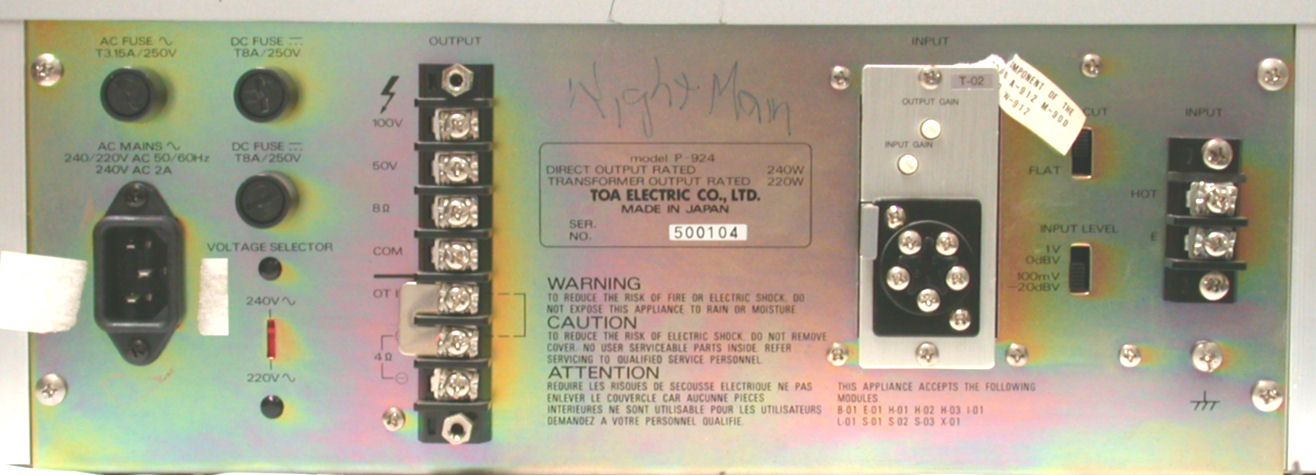 AC FUSE ∿
T3.15A/250V
DC FUSE ⎓
T8A/250V
AC MAINS ∿
240/220V AC 50/60Hz
240V AC 2A
DC FUSE ⎓
T8A/250V
VOLTAGE SELECTOR
240V∿
220V∿
OUTPUT
100V
50V
8Ω
COM
OT
4Ω
⊖
Night Man
model P-924
DIRECT OUTPUT RATED 240W
TRANSFORMER OUTPUT RATED 220W
TOA ELECTRIC CO., LTD.
MADE IN JAPAN
SER.
NO. 500104
WARNING
TO REDUCE THE RISK OF FIRE OR ELECTRIC SHOCK, DO
NOT EXPOSE THIS APPLIANCE TO RAIN OR MOISTURE
CAUTION
TO REDUCE THE RISK OF ELECTRIC SHOCK, DO NOT REMOVE
COVER. NO USER SERVICEABLE PARTS INSIDE. REFER
SERVICING TO QUALIFIED SERVICE PERSONNEL.
ATTENTION
REDUIRE LES RISQUES DE SECOUSSE ELECTRIQUE NE PAS
ENLEVER LE COUVERCLE CAR AUCUNNE PIECES
INTERIEURES NE SONT UTILISABLE POUR LES UTILISATEURS
DEMANDEZ A VOTRE PERSONNEL QUALIFIE.
INPUT
T-02
OUTPUT GAIN
INPUT GAIN
OMPONENT OF THE
A-912 M-900
-912
CUT
FLAT
INPUT LEVEL
1V
0dBV
100mV
-20dBV
INPUT
HOT
E
THIS APPLIANCE ACCEPTS THE FOLLOWING
MODULES
B-01 E-01 H-01 H-02 H-03 I-01
L-01 S-01 S-02 S-03 X-01